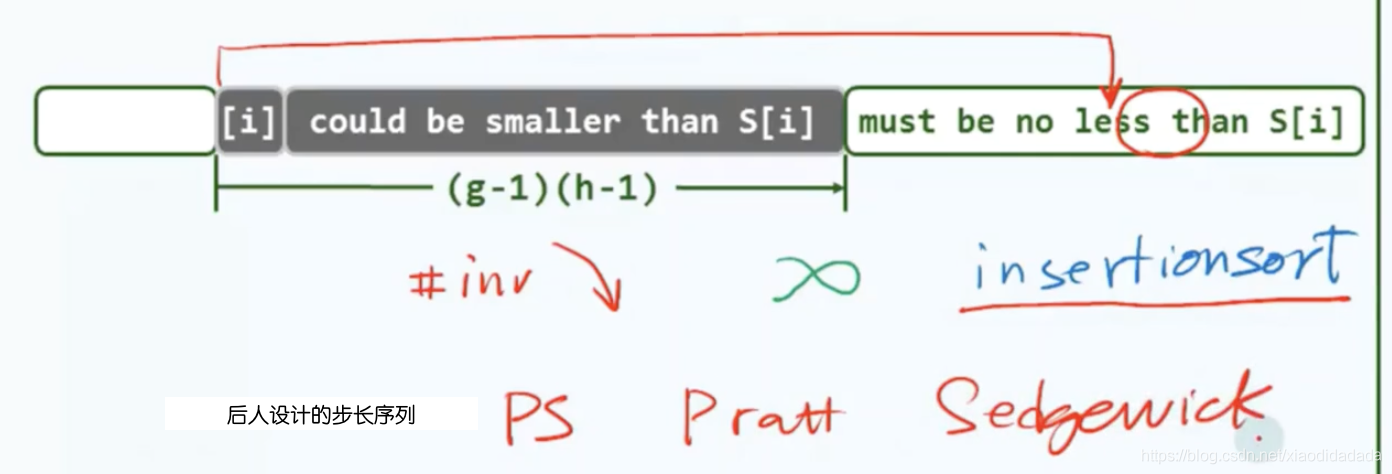 [i] could be smaller than S[i] must be no less than S[i]
(g-1)(h-1)
#inv ∝ insertionsort
后人设计的步长序列 PS Pratt Sedgewick
https://blog.csdn.net/xiaodidadada